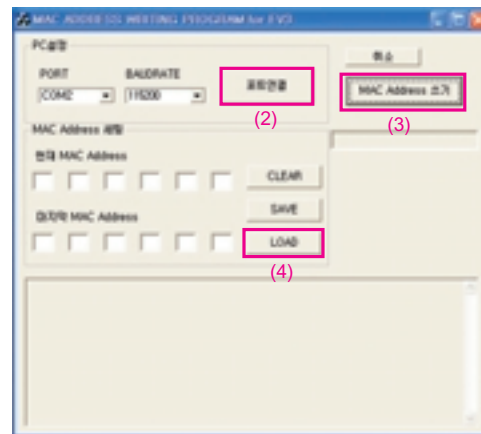 MAC ADDRESS WRITING PROGRAM for EV3
PC설정
PORT BAUDRATE
COM2 115200 포트연결
취소
MAC Address 쓰기
(2)
(3)
MAC Address 세팅
현재 MAC Address
CLEAR
SAVE
마지막 MAC Address
LOAD
(4)